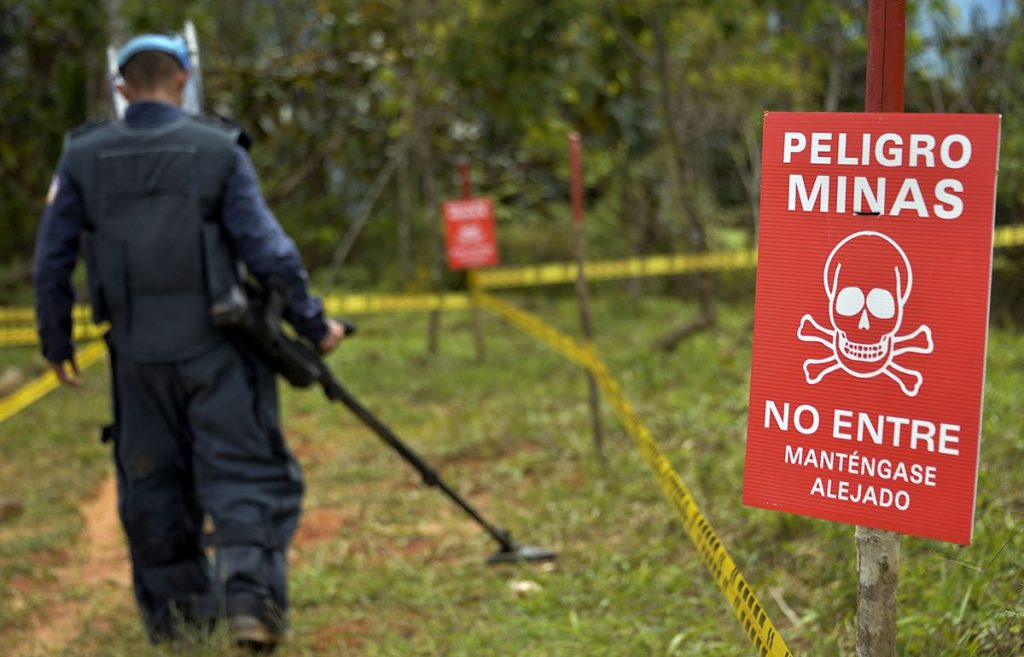 PELIGRO
MINAS
NO ENTRE
MANTÉNGASE
ALEJADO